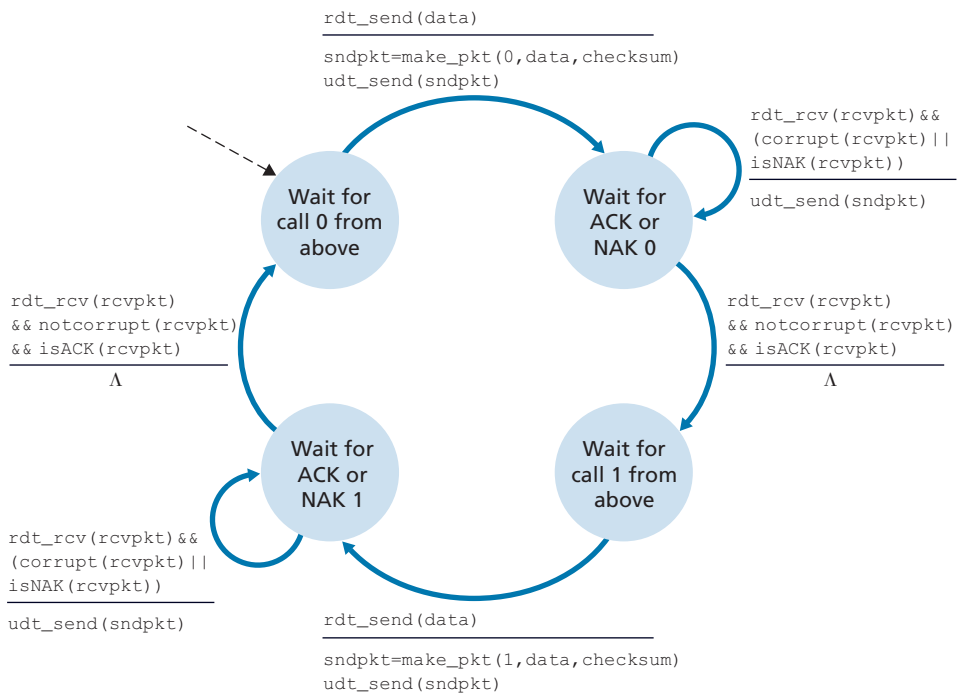 rdt_send(data)
sndpkt=make_pkt(0,data,checksum)
udt_send(sndpkt)
rdt_rcv(rcvpkt)&&
(corrupt(rcvpkt)||
isNAK(rcvpkt))
udt_send(sndpkt)
Wait for
call 0 from
above
Wait for
ACK or
NAK 0
rdt_rcv(rcvpkt)
&& notcorrupt(rcvpkt)
&& isACK(rcvpkt)
Λ
rdt_rcv(rcvpkt)
&& notcorrupt(rcvpkt)
&& isACK(rcvpkt)
Λ
Wait for
ACK or
NAK 1
Wait for
call 1 from
above
rdt_rcv(rcvpkt)&&
(corrupt(rcvpkt)||
isNAK(rcvpkt))
udt_send(sndpkt)
rdt_send(data)
sndpkt=make_pkt(1,data,checksum)
udt_send(sndpkt)